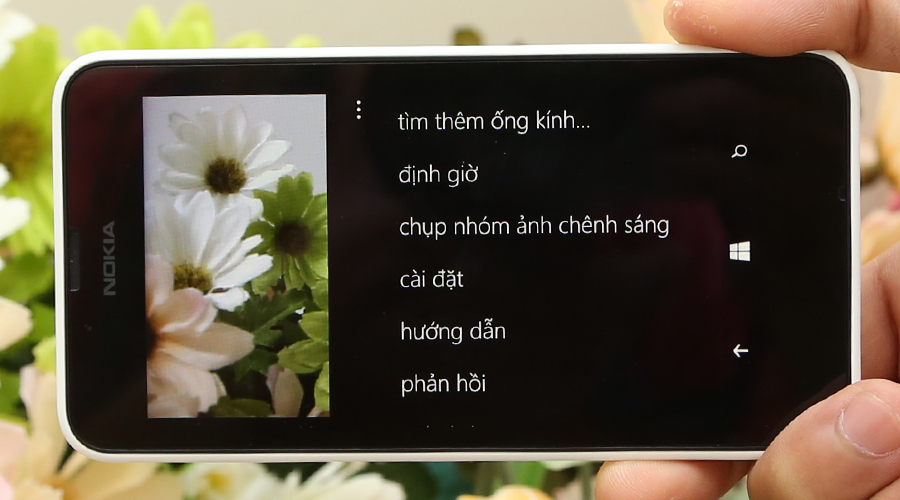 NOKIA
tìm thêm ống kính...
định giờ
chụp nhóm ảnh chênh sáng
cài đặt
hướng dẫn
phản hồi